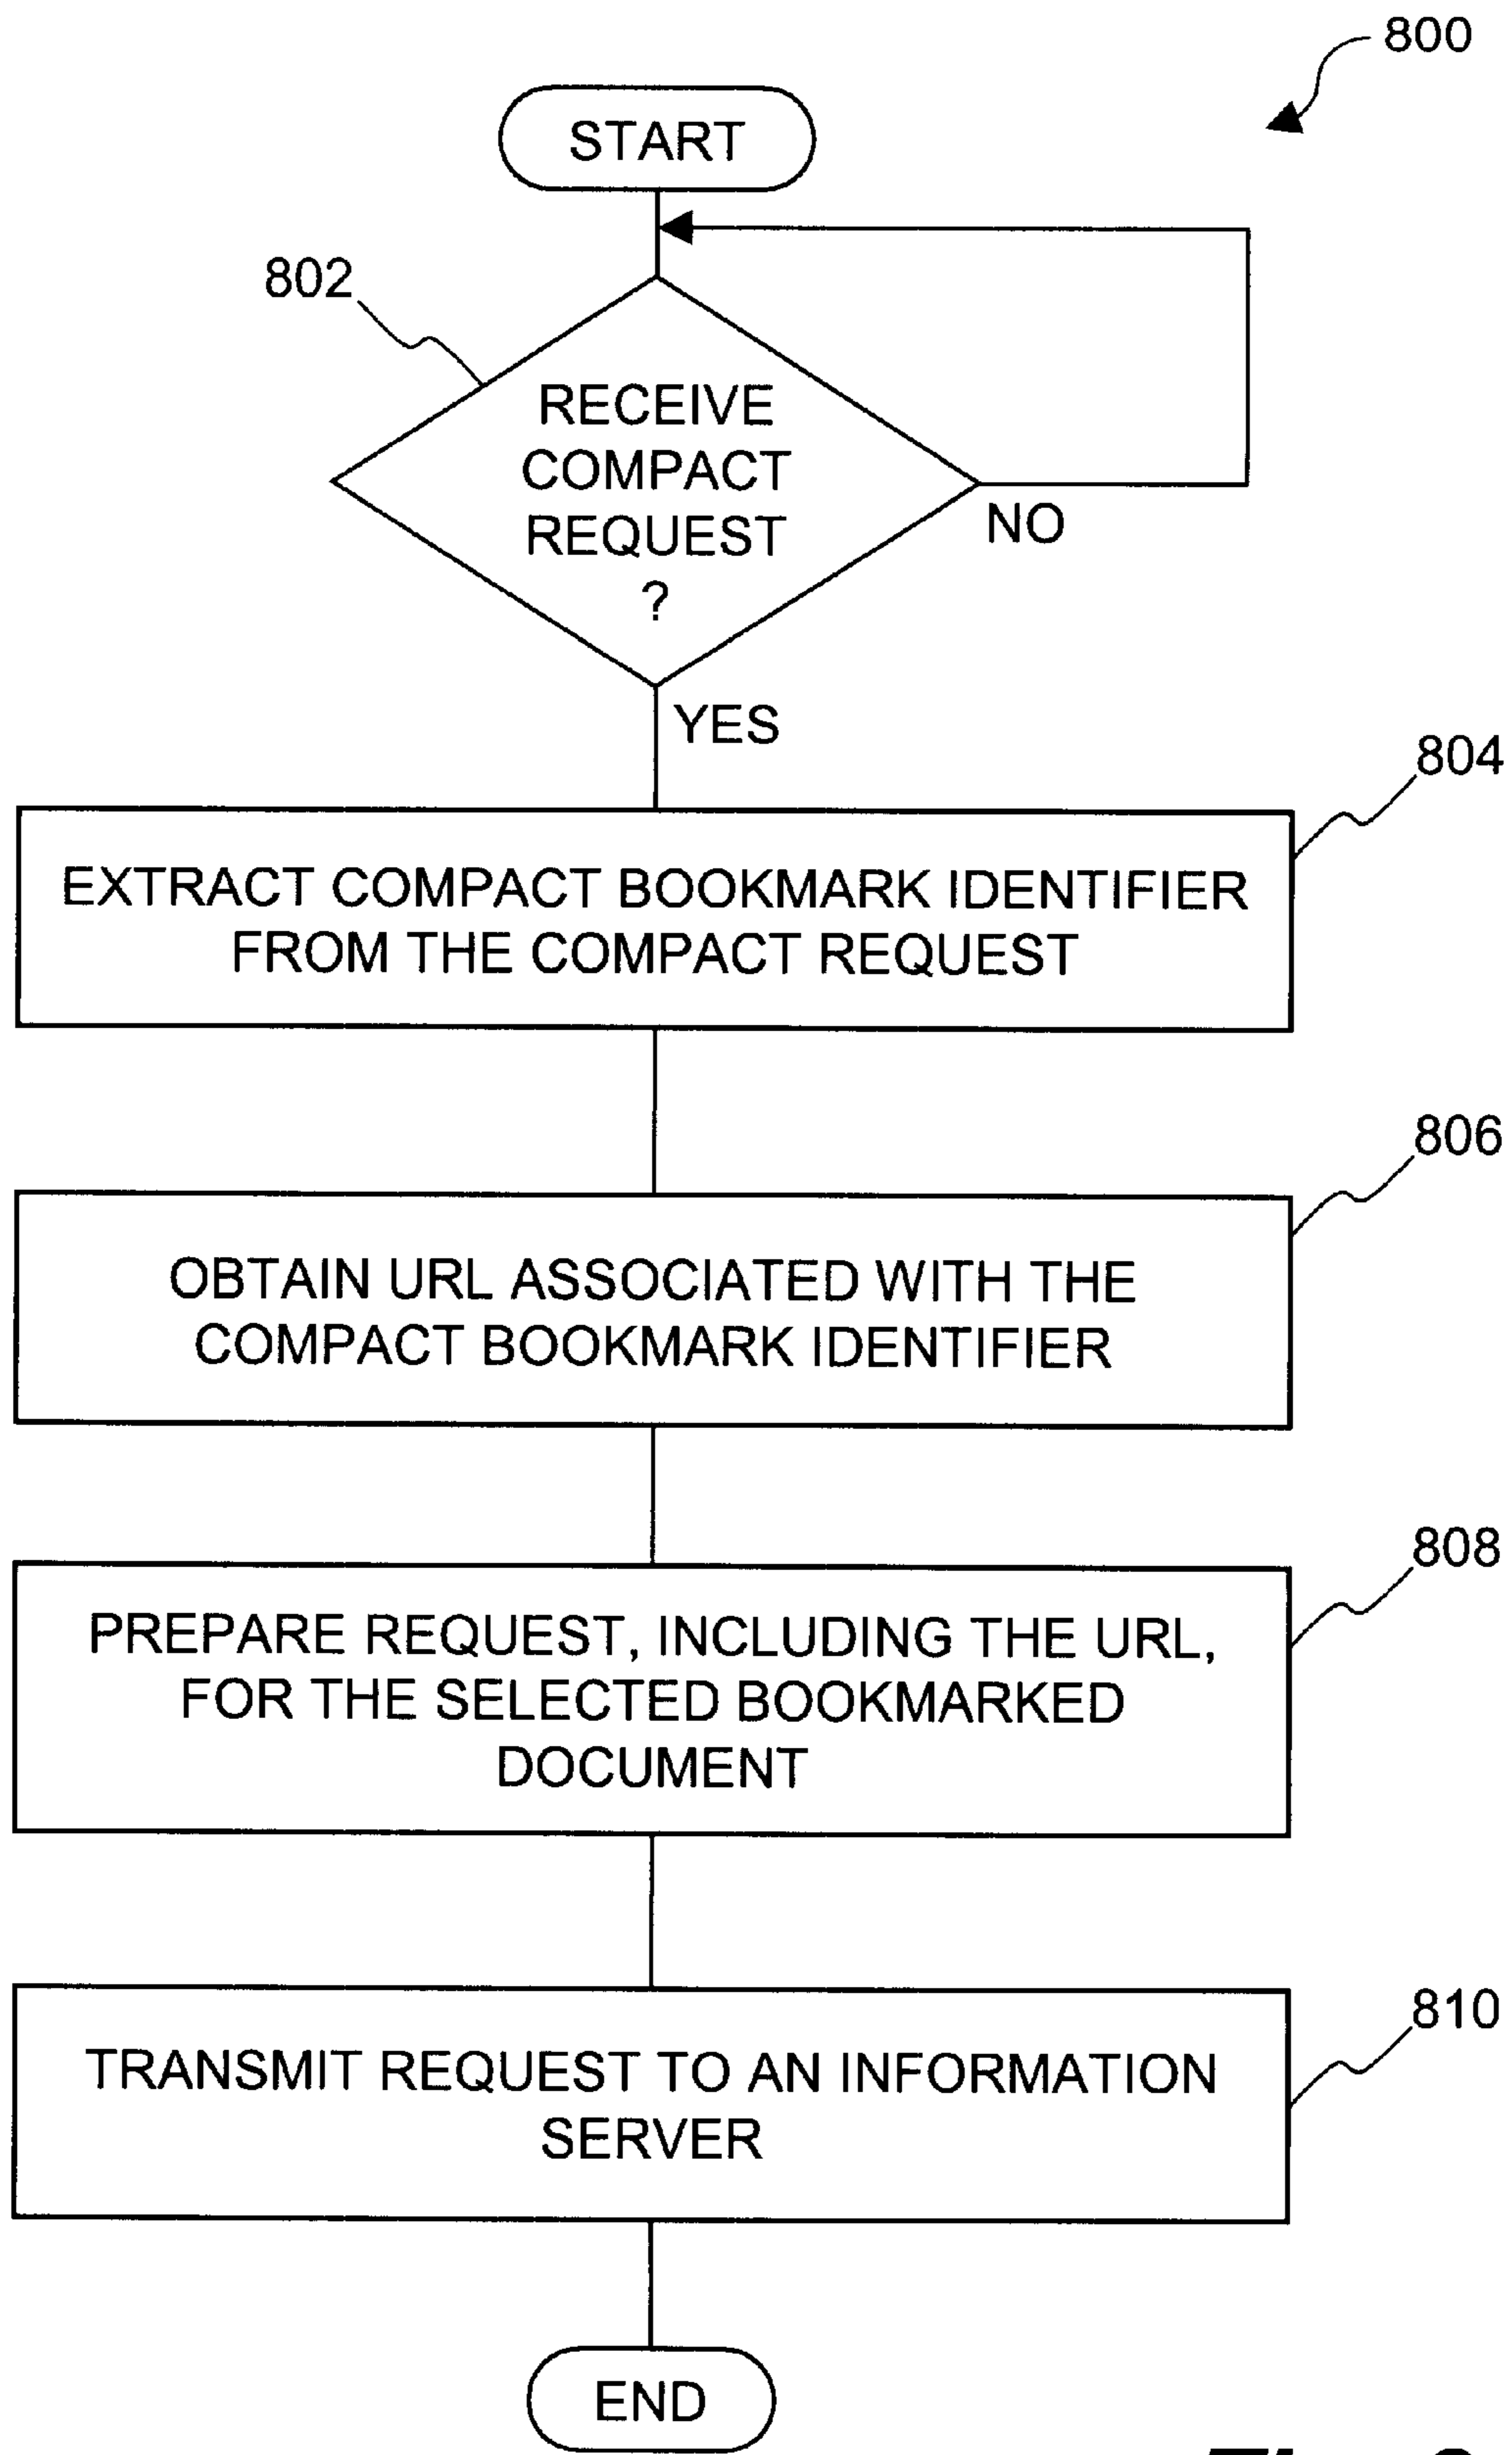 800
START
802
RECEIVE
COMPACT
REQUEST
?
NO
YES
804
EXTRACT COMPACT BOOKMARK IDENTIFIER
FROM THE COMPACT REQUEST
806
OBTAIN URL ASSOCIATED WITH THE
COMPACT BOOKMARK IDENTIFIER
808
PREPARE REQUEST, INCLUDING THE URL,
FOR THE SELECTED BOOKMARKED
DOCUMENT
810
TRANSMIT REQUEST TO AN INFORMATION
SERVER
END